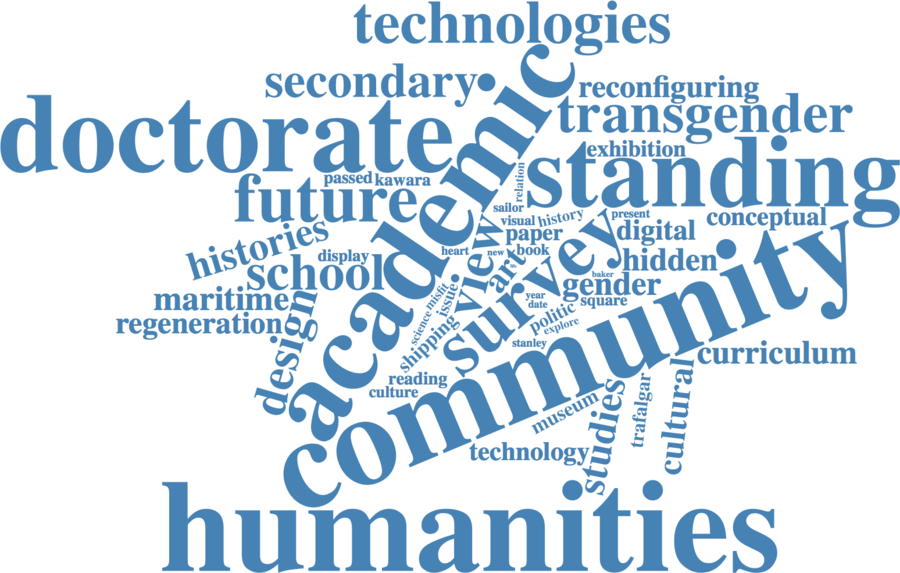 technologies
secondary
•
academic
reconfiguring
doctorate
transgender
exhibition
standing
relation
passed
kawara
future
sailor
visual
history
present
conceptual
histories
paper
digital
survey
view
heart
new
book
display
school
art
hidden
baker
gender
maritime
misfit
issue
year
date
square
regeneration
design
science
shipping
politic
explore
stanley
community
curriculum
reading
culture
museum
studies
trafalgar
cultural
technology
humanities